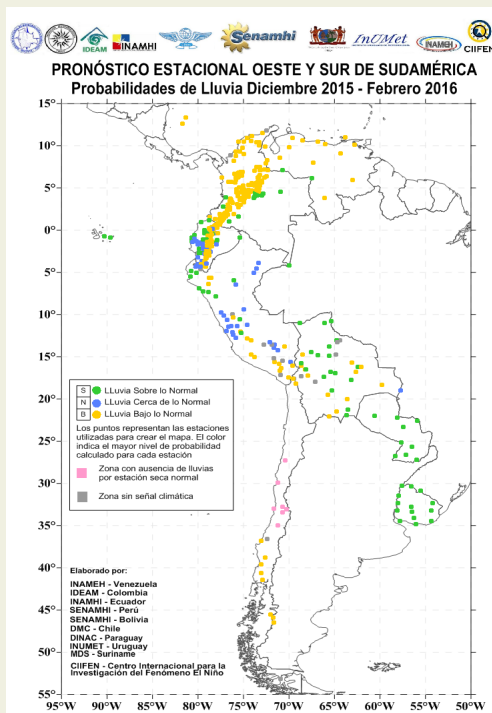 IDEAM
INAMHI
Senamhi
InUMet
INAMEH
CIIFEN
PRONÓSTICO ESTACIONAL OESTE Y SUR DE SUDAMÉRICA
Probabilidades de Lluvia Diciembre 2015 - Febrero 2016
15°
10°
5°
0°
5°
10°
15°
20°
25°
30°
35°
40°
45°
50°
55°
S LLuvia Sobre lo Normal
N LLuvia Cerca de lo Normal
B LLuvia Bajo lo Normal
Los puntos representan las estaciones
utilizadas para crear el mapa. El color
indica el mayor nivel de probabilidad
calculado para cada estación
Zona con ausencia de lluvias
por estación seca normal
Zona sin señal climática
Elaborado por:
INAMEH - Venezuela
IDEAM - Colombia
INAMHI - Ecuador
SENAMHI - Perú
SENAMHI - Bolivia
DMC - Chile
DINAC - Paraguay
INUMET - Uruguay
MDS - Suriname
CIIFEN - Centro Internacional para la
Investigación del Fenómeno El Niño
95°W 90°W 85°W 80°W 75°W 70°W 65°W 60°W 55°W 50°W